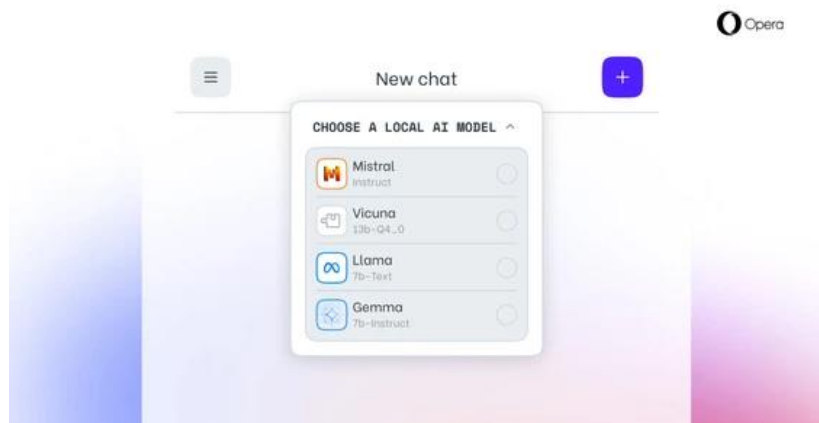 Opera
New chat
CHOOSE A LOCAL AI MODEL
Mistral
Instruct
Vicuna
13b-Q4_0
Llama
7b-Text
Gemma
7b-Instruct